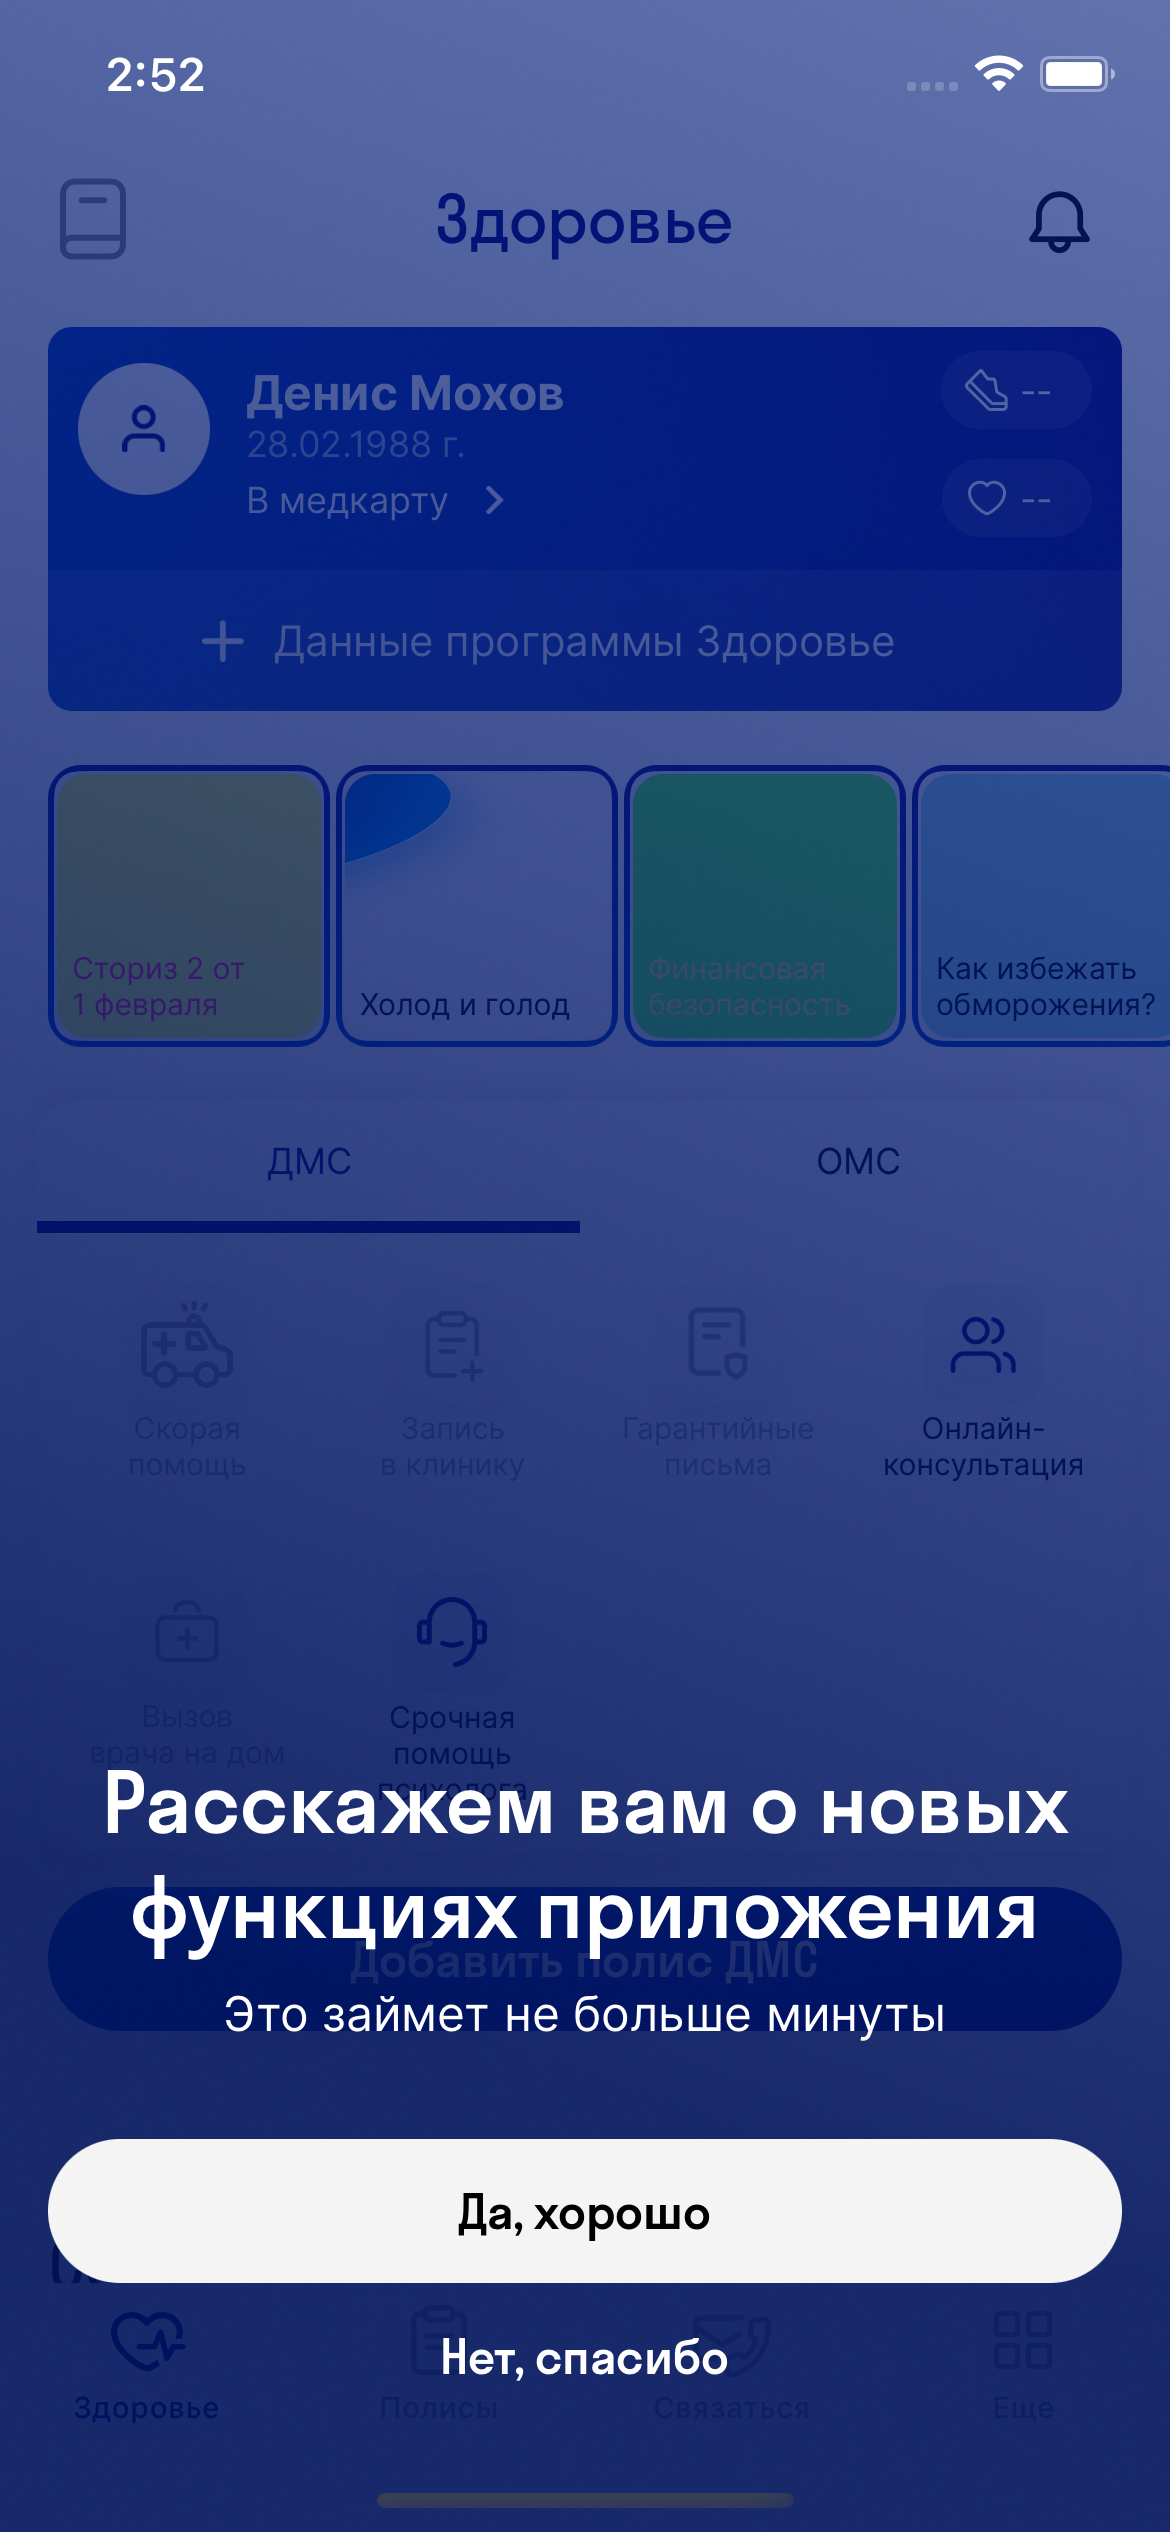 2:52
Здоровье
Денис Мохов
28.02.1988 г.
В медкарту
--
--
Данные программы Здоровье
Сториз 2 от
1 февраля
Холод и голод
Финансовая
безопасность
Как избежать
обморожения?
ДМС
ОМС
Скорая
помощь
Запись
в клинику
Гарантийные
письма
Онлайн-
консультация
Вызов
врача на дом
Срочная
помощь
психолога
Расскажем вам о новых
функциях приложения
Добавить полис ДМС
Это займет не больше минуты
Да, хорошо
Нет, спасибо
Здоровье
Полисы
Связаться
Еще